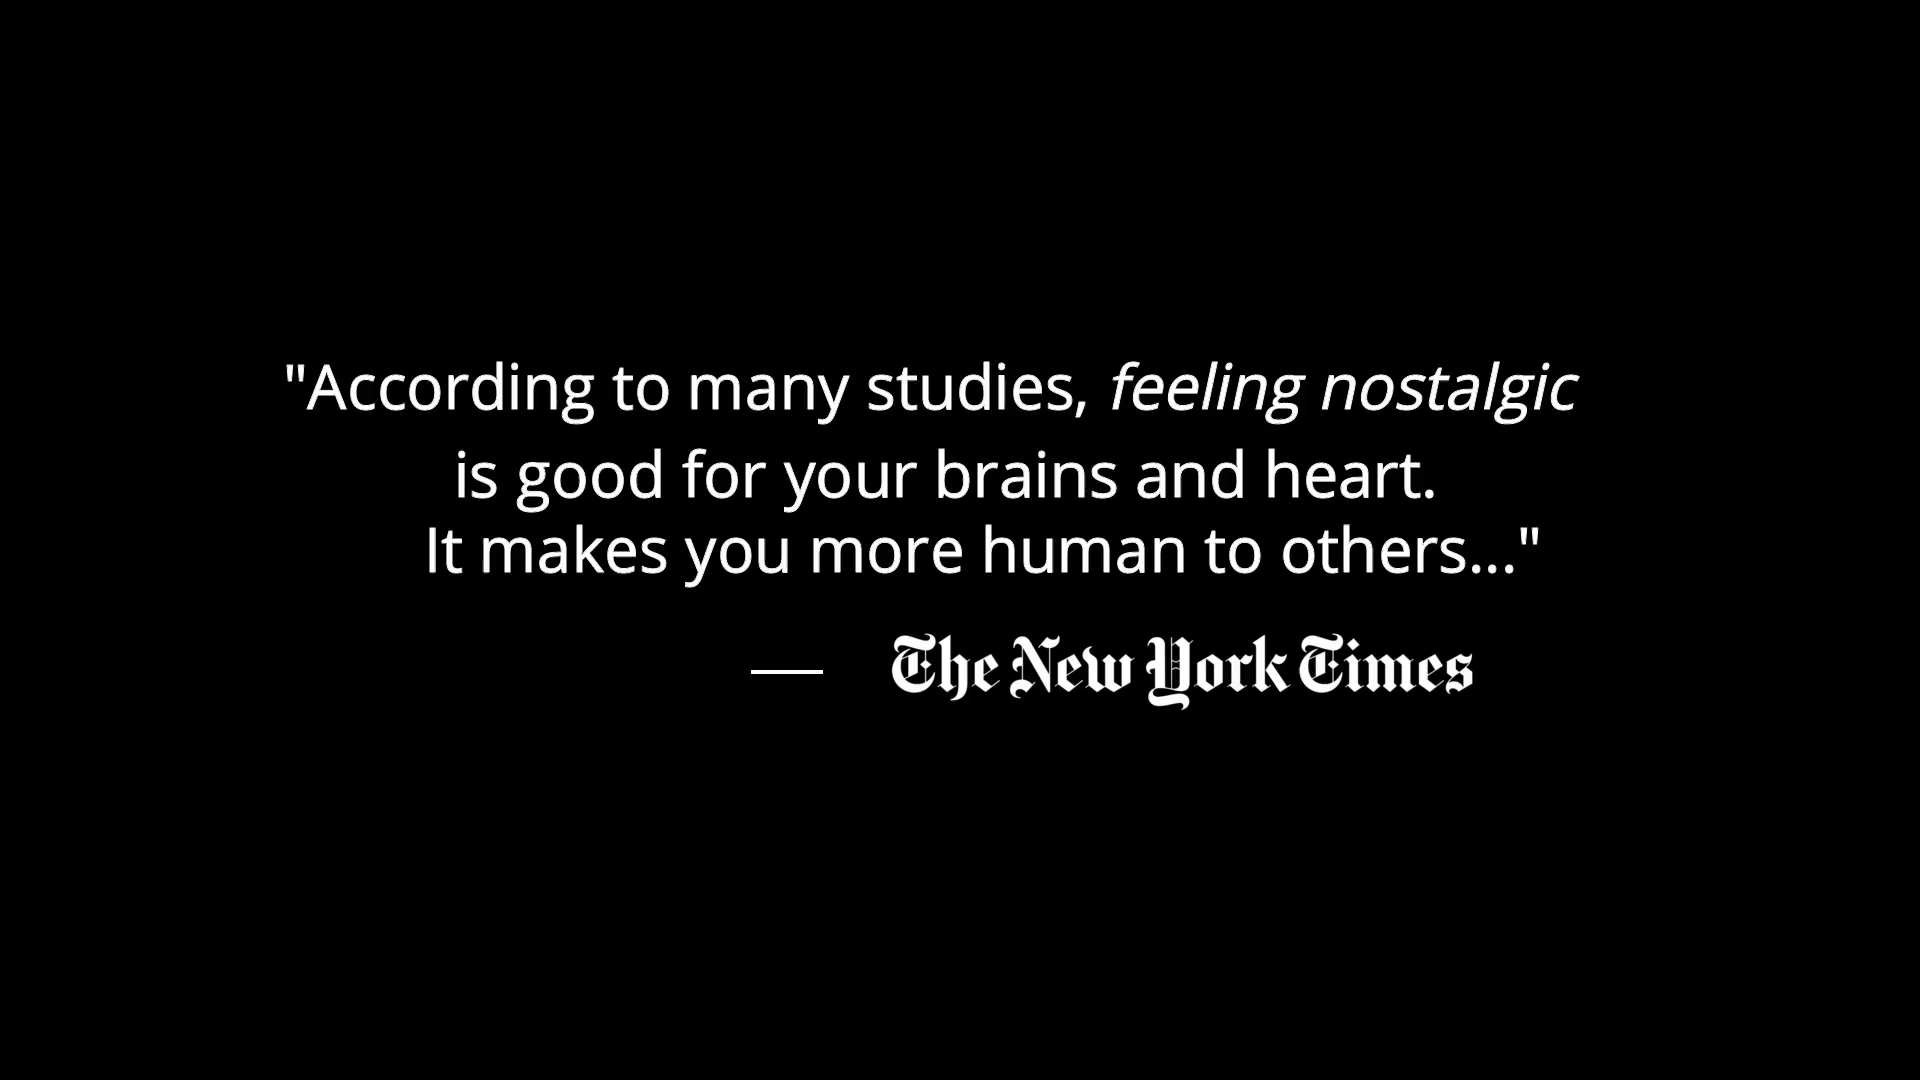 "According to many studies, feeling nostalgic
is good for your brains and heart.
It makes you more human to others..."
— The New York Times